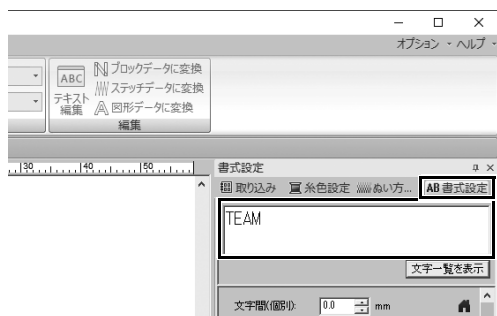 オプション ヘルプ
ABC
テキスト編集
ブロックデータに変換
ステッチデータに変換
図形データに変換
編集
30 40 50
書式設定
取り込み 糸色設定 ぬい方... AB 書式設定
TEAM
文字一覧を表示
文字間(個別): 0.0 mm